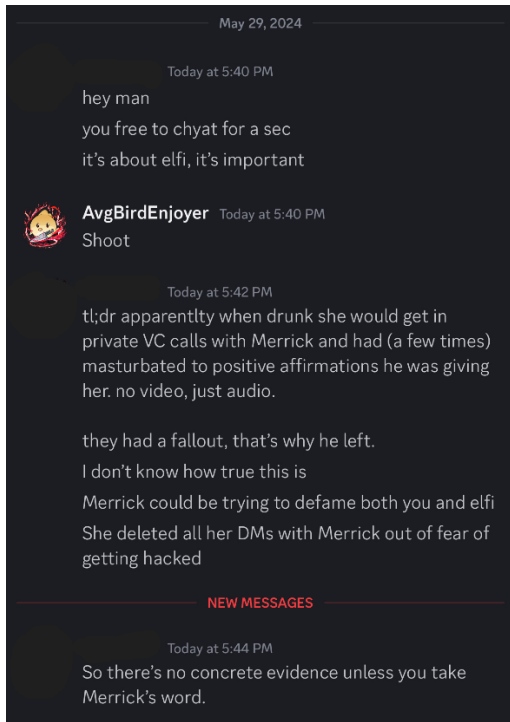 May 29, 2024
Today at 5:40 PM
hey man
you free to chyat for a sec
it's about elfi, it's important
AvgBirdEnjoyer Today at 5:40 PM
Shoot
Today at 5:42 PM
tl;dr apparentlty when drunk she would get in
private VC calls with Merrick and had (a few times)
masturbated to positive affirmations he was giving
her. no video, just audio.
they had a fallout, that's why he left.
I don't know how true this is
Merrick could be trying to defame both you and elfi
She deleted all her DMs with Merrick out of fear of
getting hacked
NEW MESSAGES
Today at 5:44 PM
So there's no concrete evidence unless you take
Merrick's word.